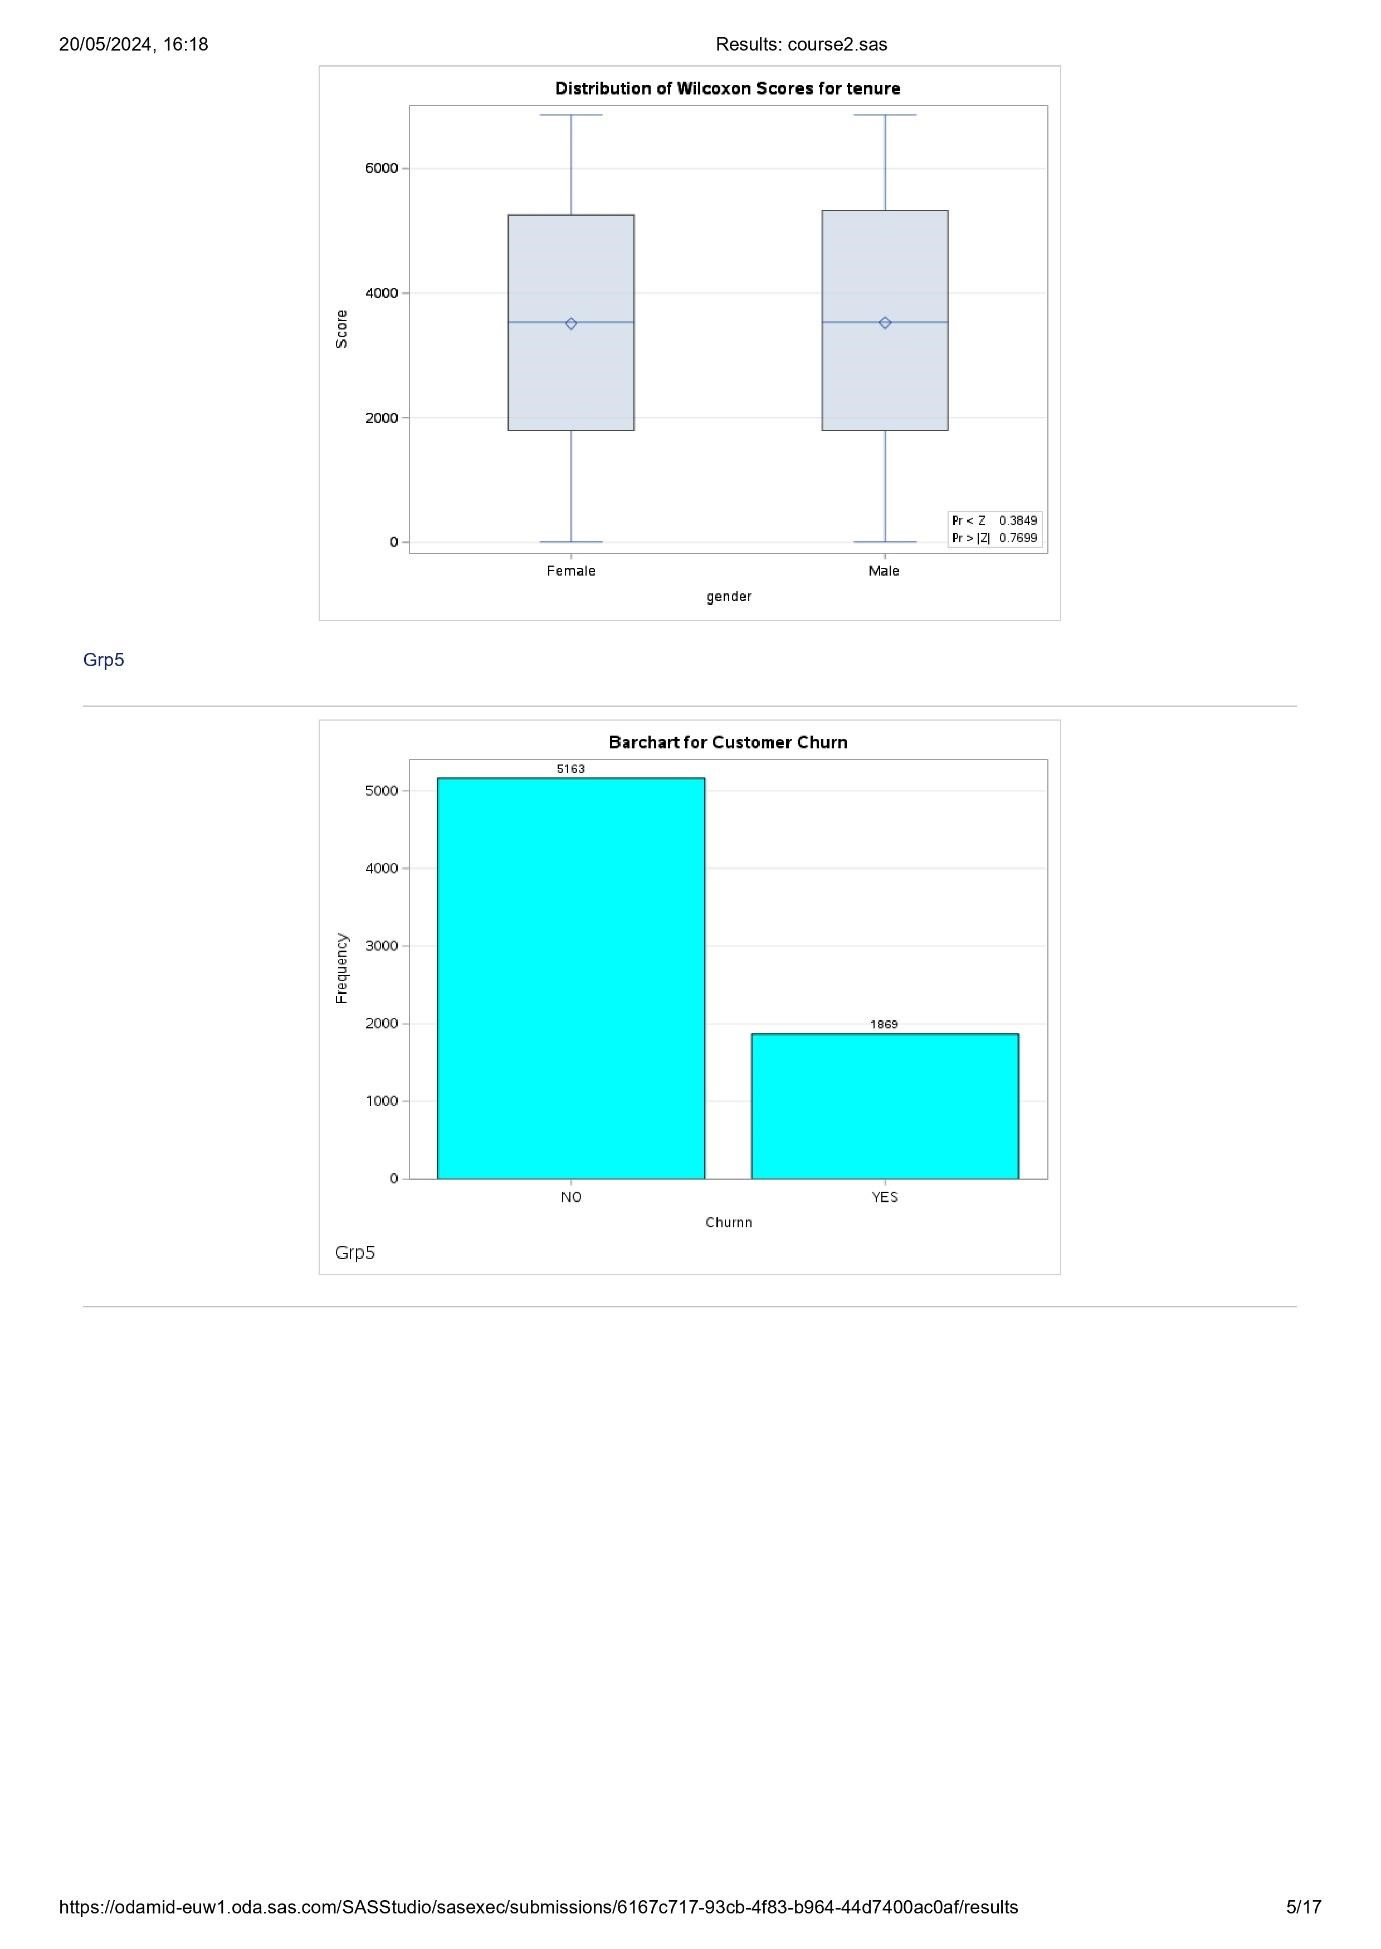 20/05/2024, 16:18 Results: course2.sas
Distribution of Wilcoxon Scores for tenure
6000
4000
2000
0
Score
Pr < Z 0.3849
Pr > |Z| 0.7699
Female Male
gender
Grp5
Barchart for Customer Churn
5163
5000
4000
3000
2000
1869
1000
0
Frequency
NO YES
Churnn
Grp5
https://odamid-euw1.oda.sas.com/SASStudio/sasexec/submissions/6167c717-93cb-4f83-b964-44d7400ac0af/results 5/17